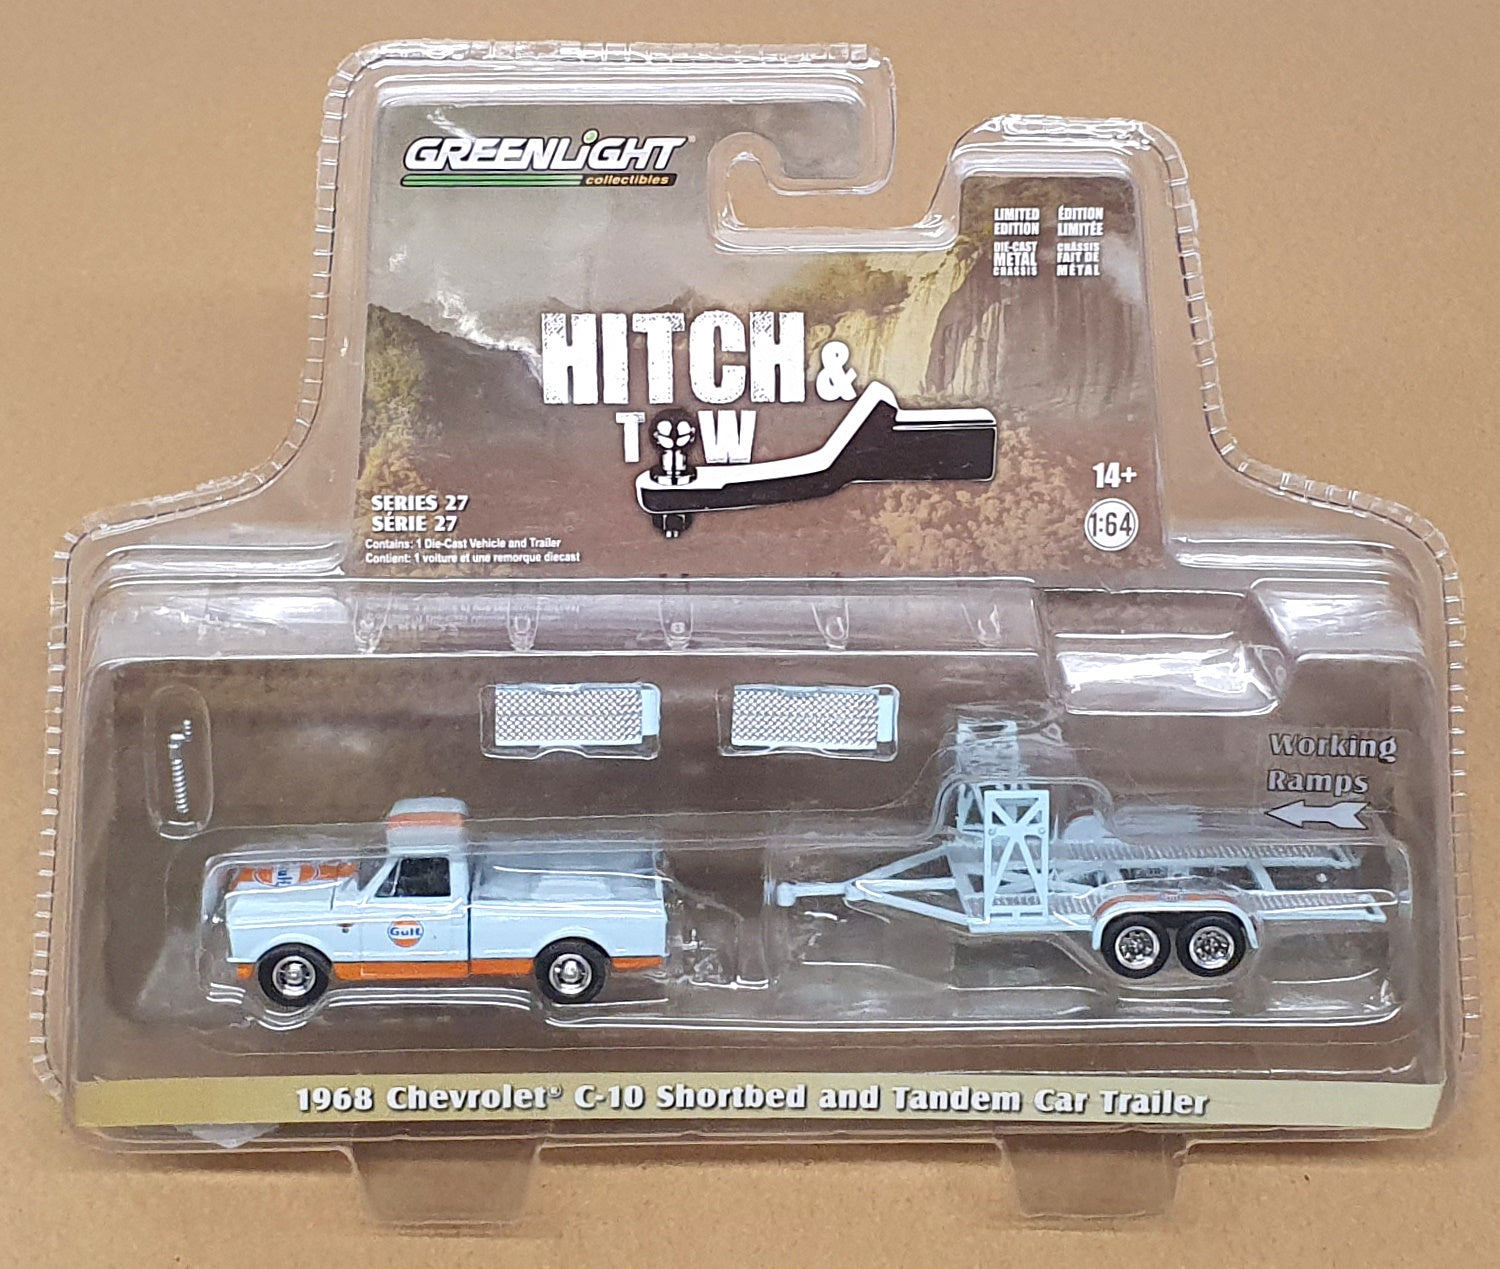 GREENLiGHT®
collectibles
LIMITED EDITION
DIE-CAST METAL CHASSIS
ÉDITION LIMITÉE
CHÂSSIS FAIT DE MÉTAL
HITCH &
TOW
14+
1:64
SERIES 27
SÉRIE 27
Contains: 1 Die-Cast Vehicle and Trailer
Contient: 1 voiture et une remorque diecast
Working
Ramps
Gulf
Gulf
1968 Chevrolet® C-10 Shortbed and Tandem Car Trailer